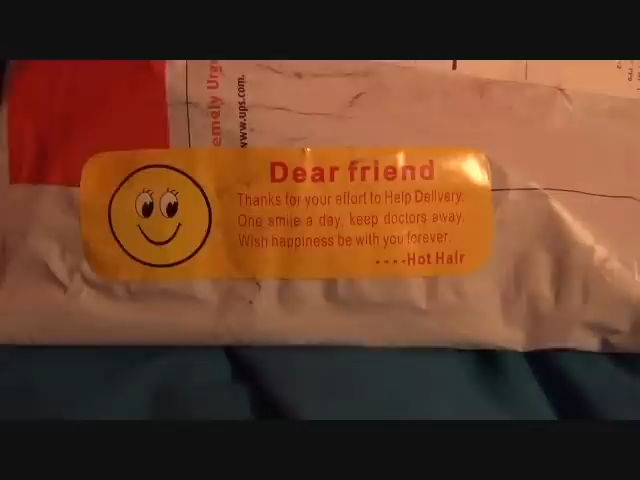 emely Urg
www.ups.com.
Dear friend
Thanks for your effort to Help Delivery.
One smile a day, keep doctors away.
Wish happiness be with you forever.
----Hot Hair